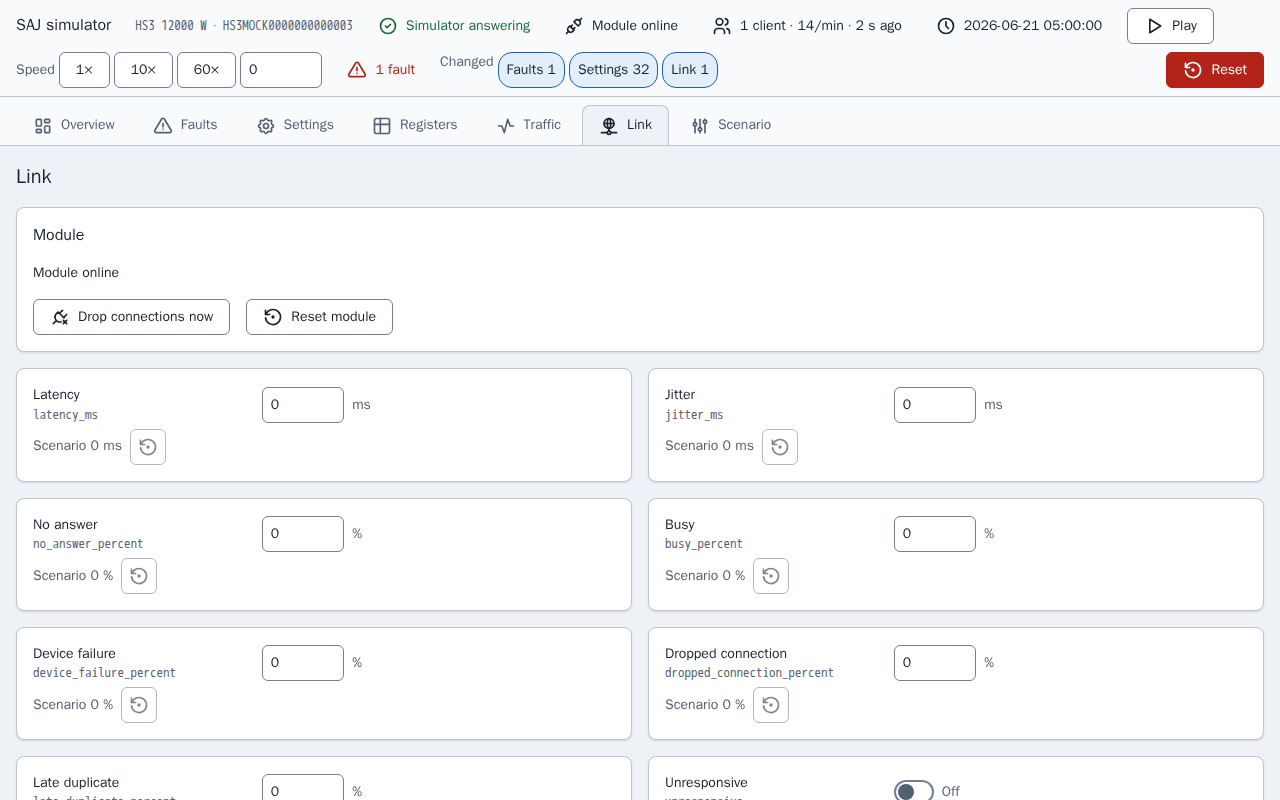 SAJ simulator HS3 12000 W · HS3MOCK0000000000003 Simulator answering Module online 1 client · 14/min · 2 s ago 2026-06-21 05:00:00 Play
Speed 1× 10× 60× 0 1 fault Changed Faults 1 Settings 32 Link 1 Reset
Overview Faults Settings Registers Traffic Link Scenario
Link
Module
Module online
Drop connections now Reset module
Latency 0 ms
latency_ms
Scenario 0 ms
Jitter 0 ms
jitter_ms
Scenario 0 ms
No answer 0 %
no_answer_percent
Scenario 0 %
Busy 0 %
busy_percent
Scenario 0 %
Device failure 0 %
device_failure_percent
Scenario 0 %
Dropped connection 0 %
dropped_connection_percent
Scenario 0 %
Late duplicate 0 %
late_duplicate_percent
Unresponsive Off
unresponsive